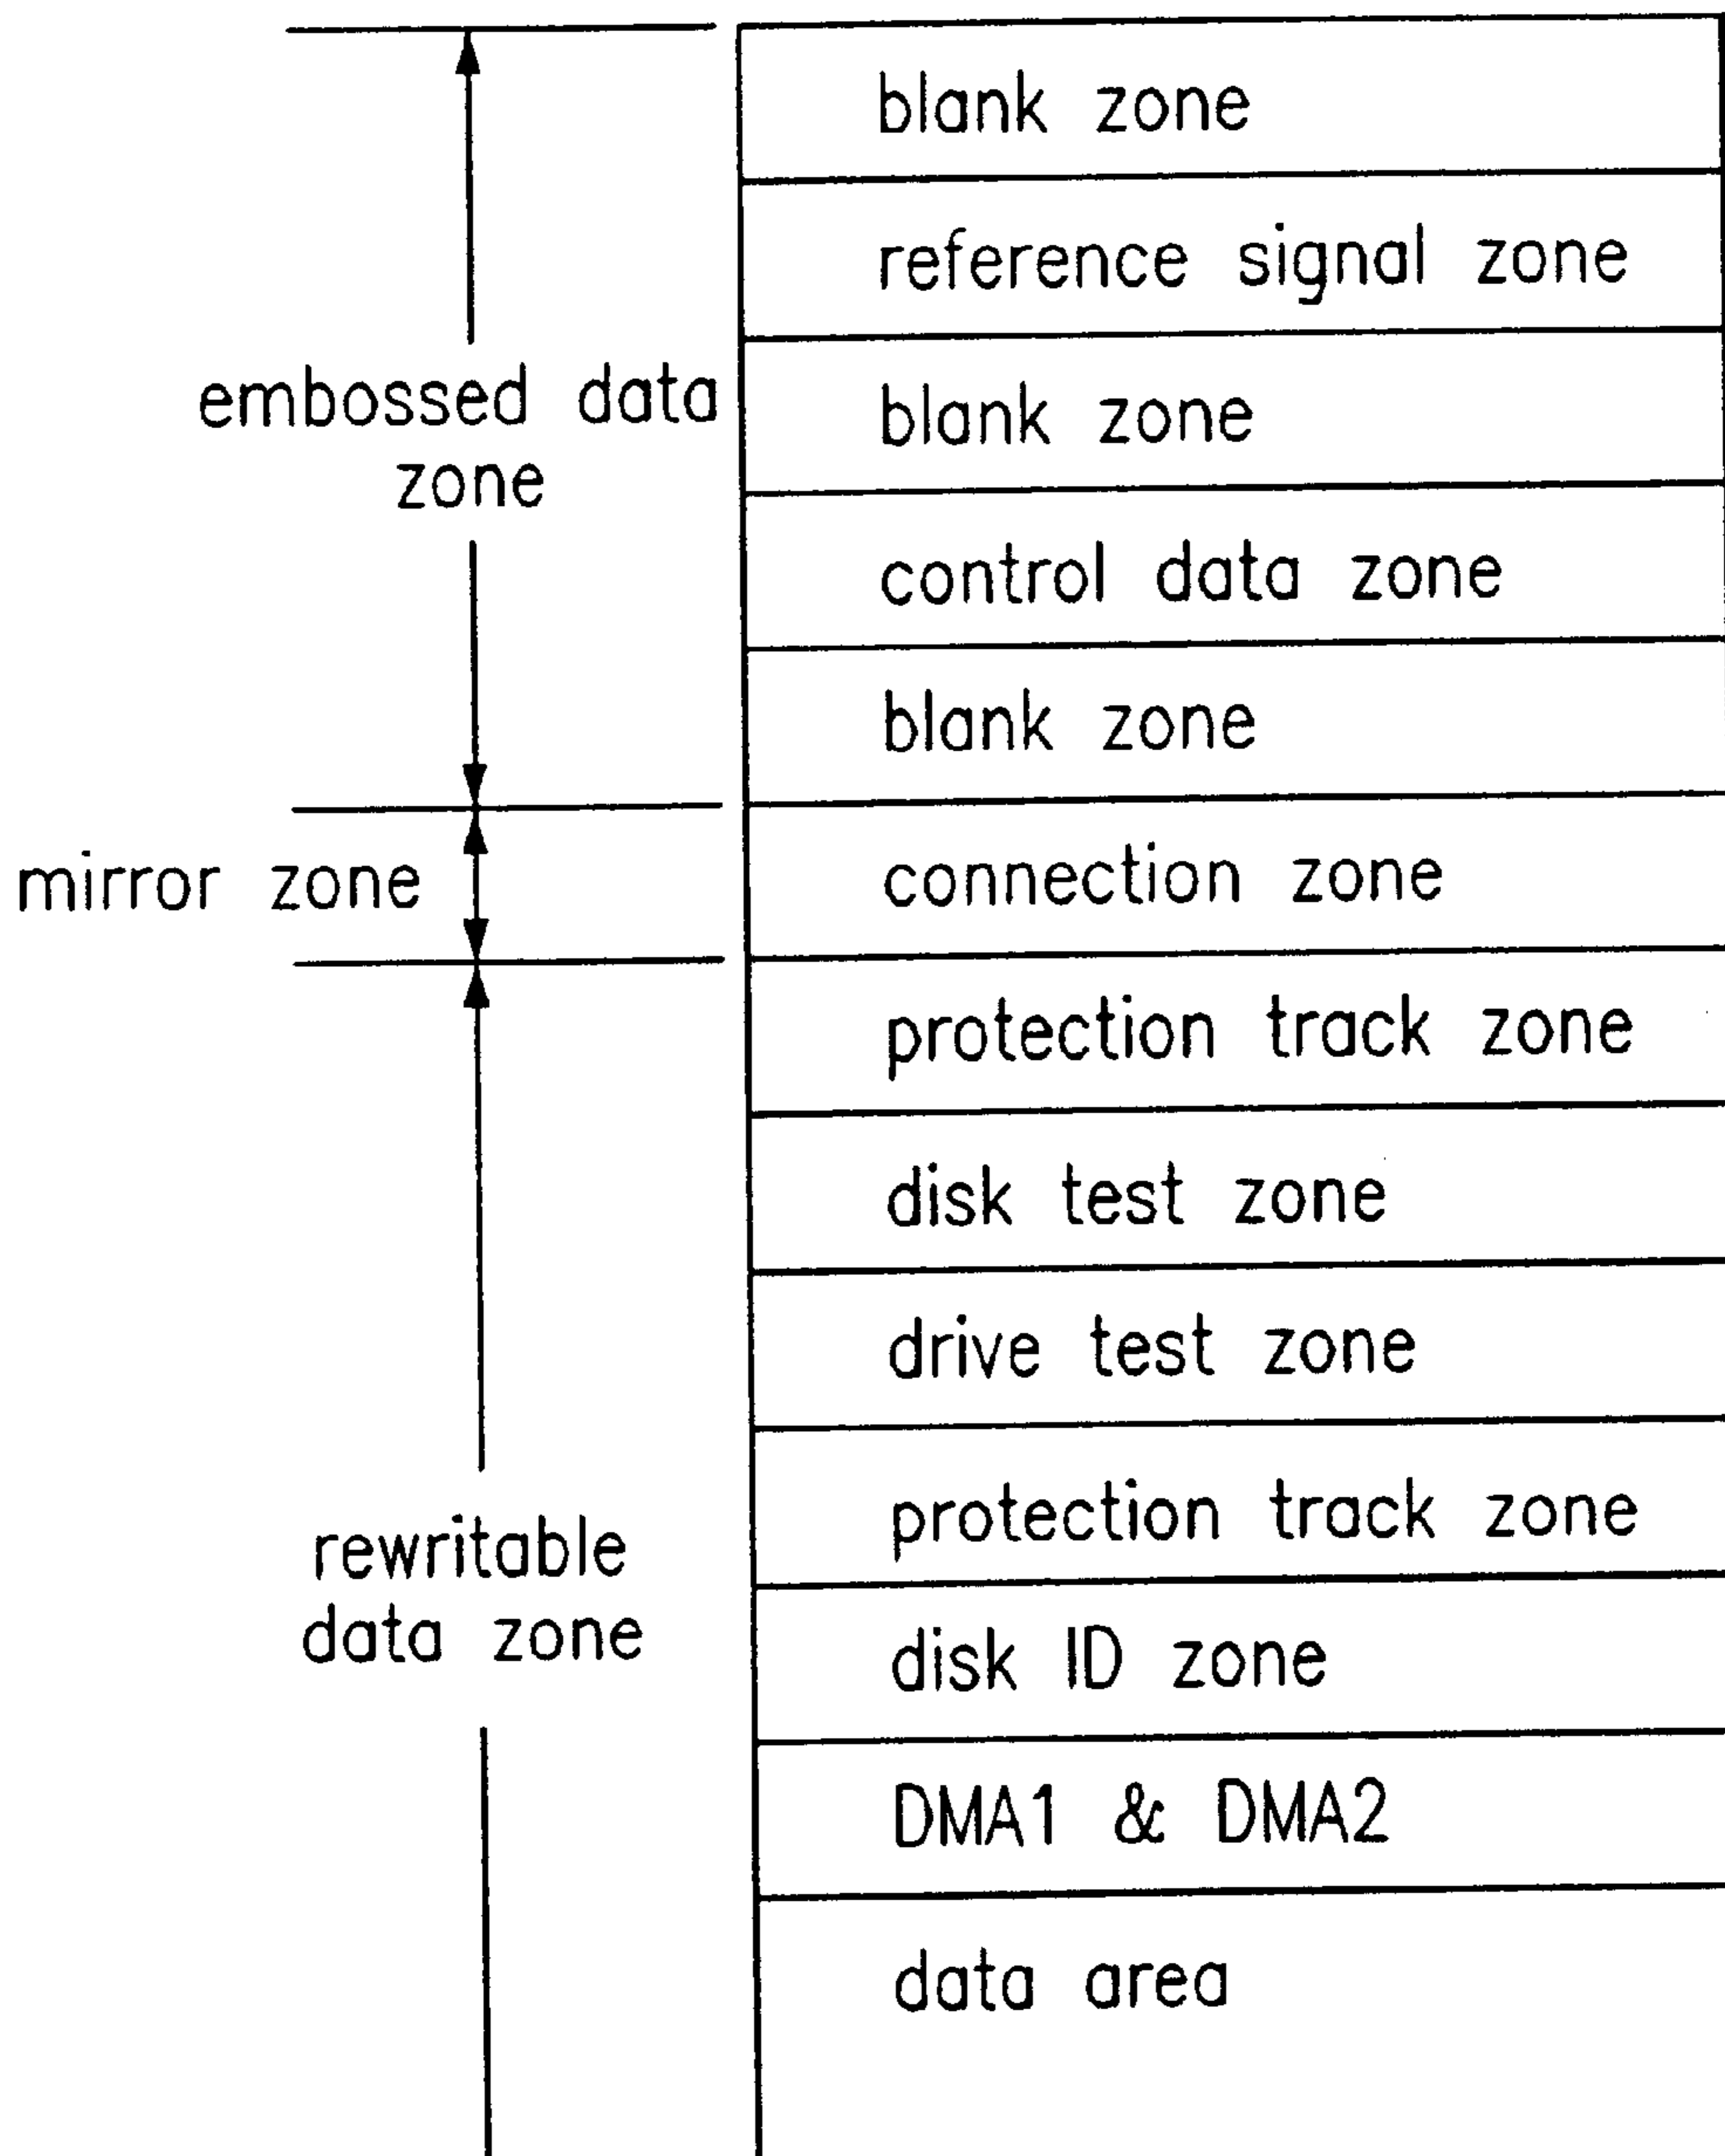 blank zone
reference signal zone
embossed data
zone
blank zone
control data zone
blank zone
mirror zone
connection zone
protection track zone
disk test zone
drive test zone
rewritable
data zone
protection track zone
disk ID zone
DMA1 & DMA2
data area